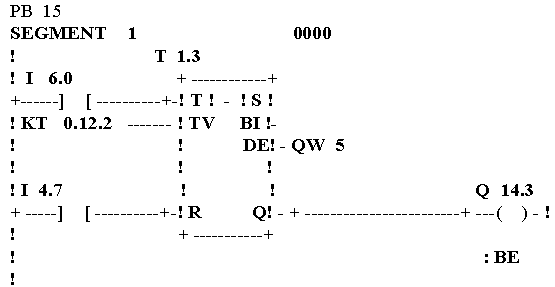 PB 15
SEGMENT 1 0000
! T 1.3
! I 6.0 + ------------+
+------] [ ----------+-! T ! - ! S !
! KT 0.12.2 ------- ! TV BI !-
! ! DE! - QW 5
! ! !
! I 4.7 ! ! Q 14.3
+ -----] [ ----------+-! R Q! - + -------------------------+ ---( ) - !
! + -----------+
! : BE
!